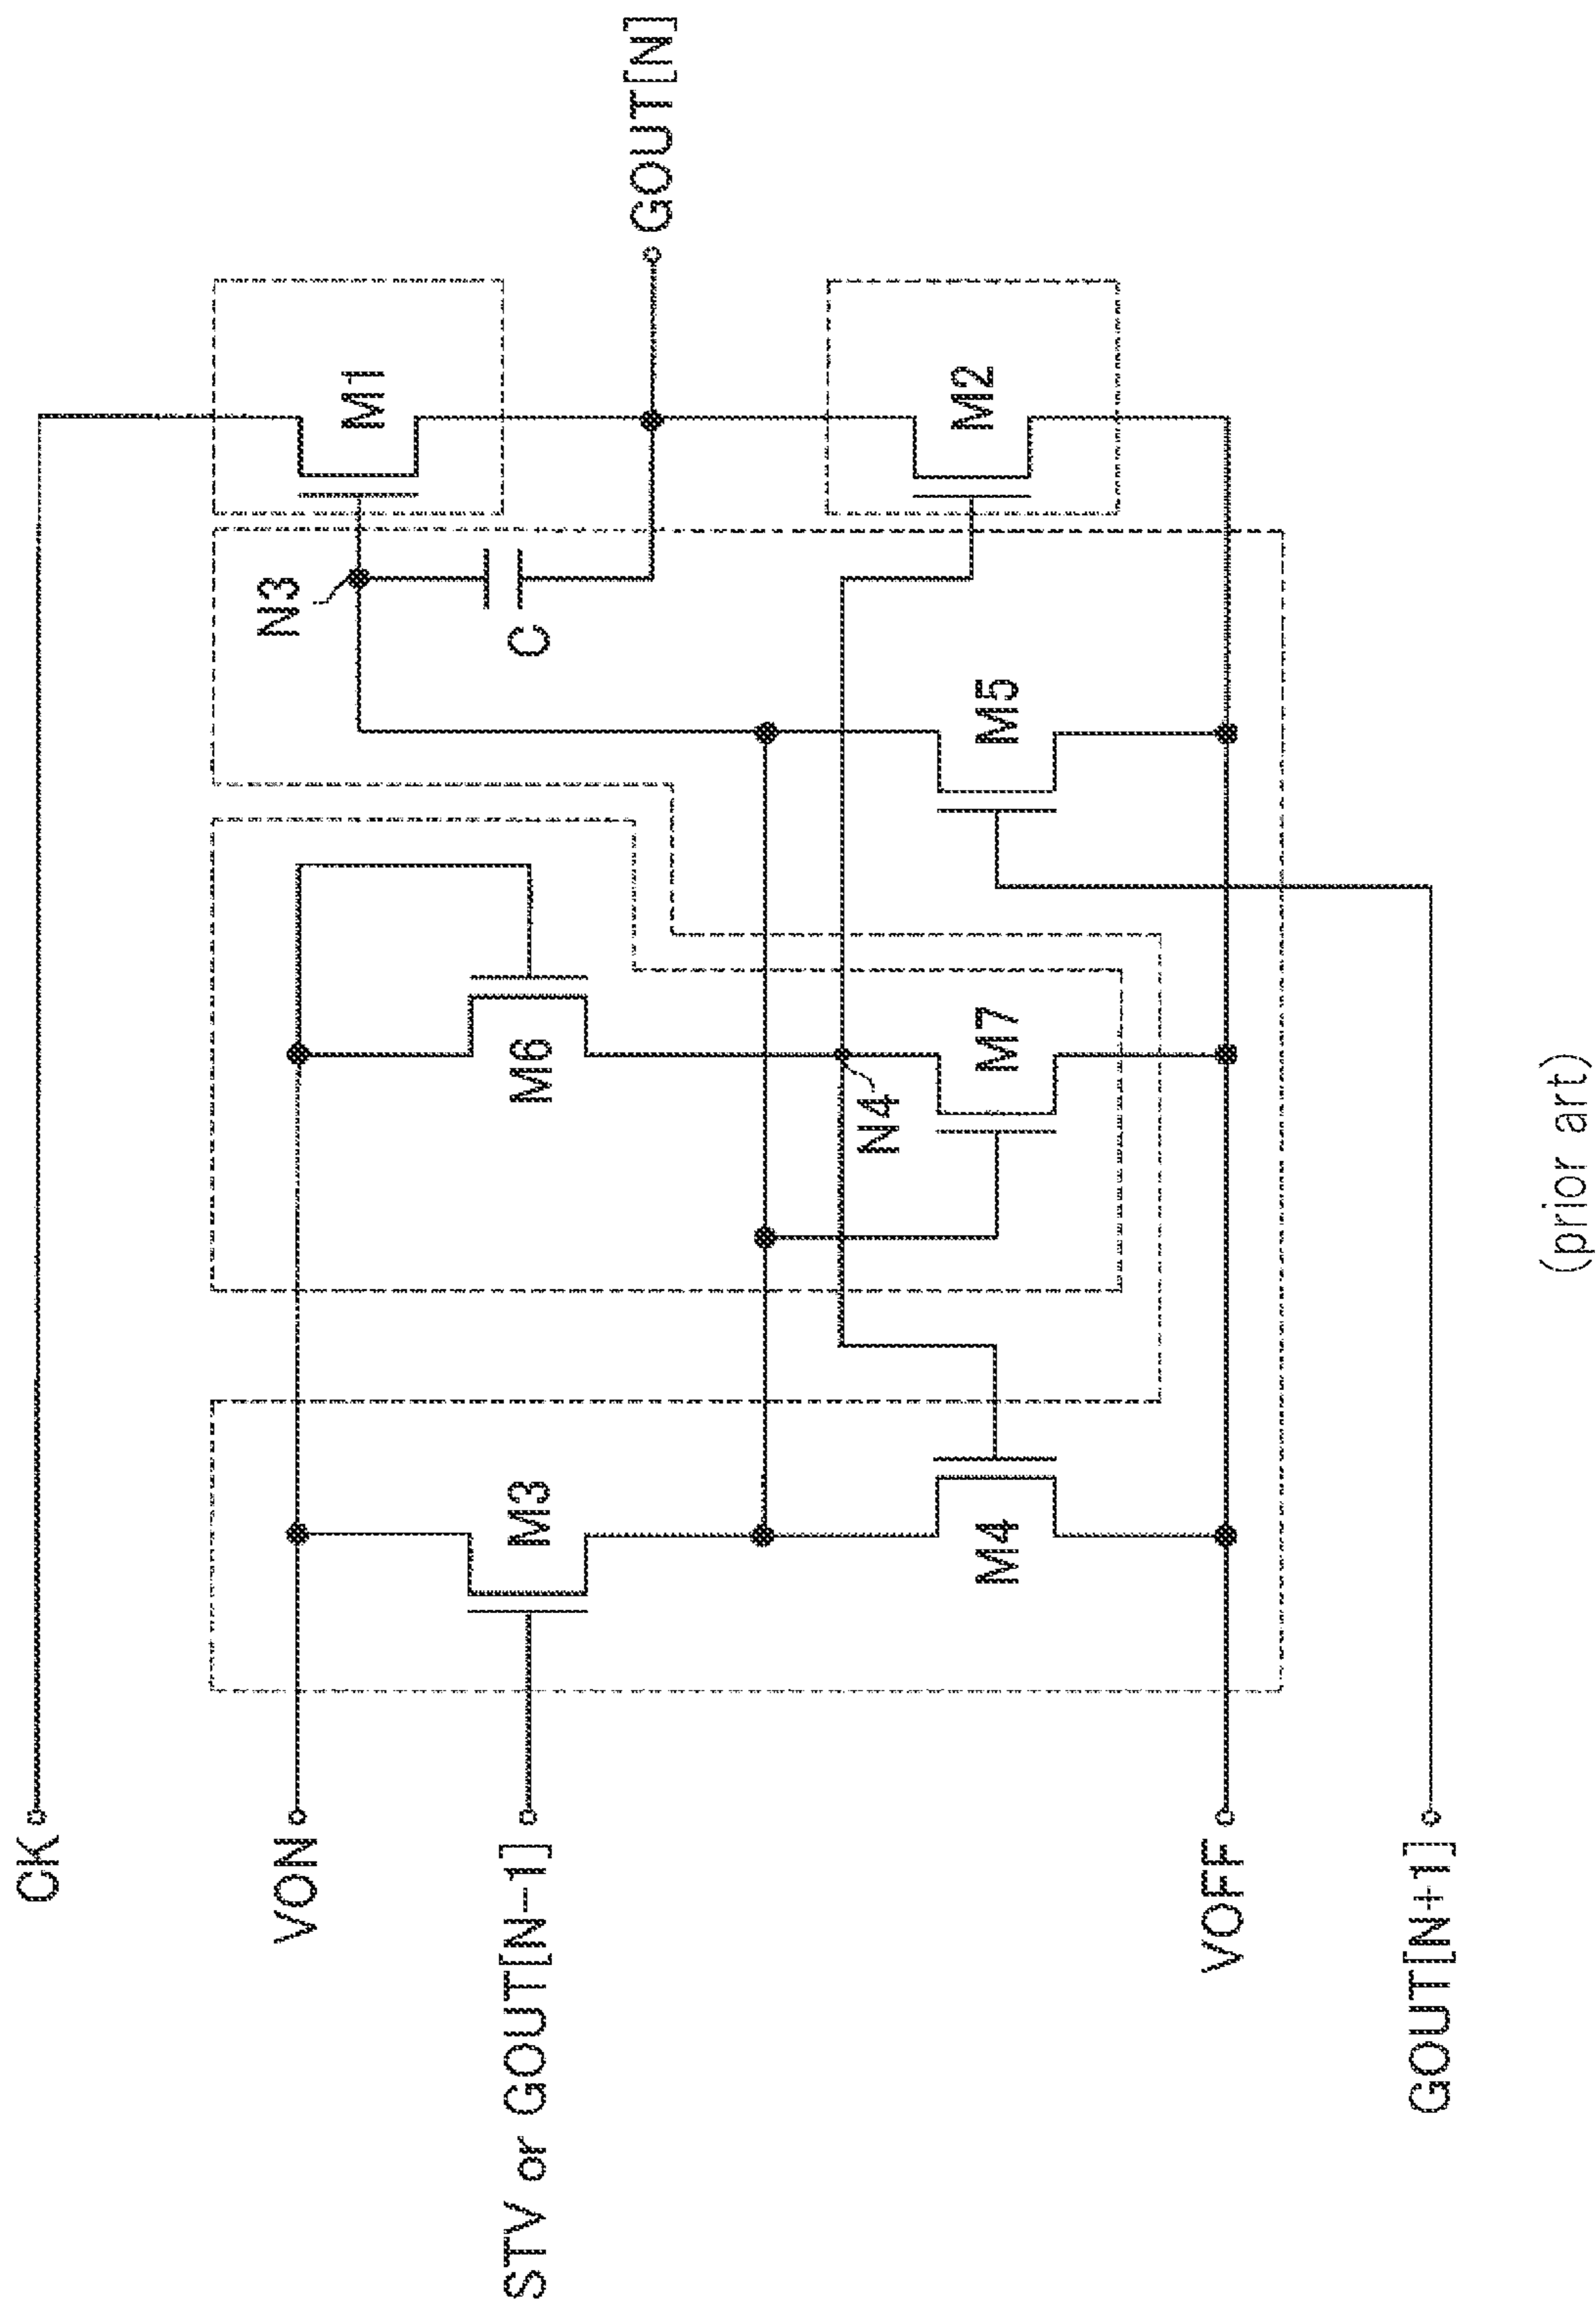 CK
VON
STV or GOUT[N-1]
VOFF
GOUT[N+1]
M3
M4
M6
N4
M7
M5
N3
C
M1
M2
GOUT[N]
(prior art)